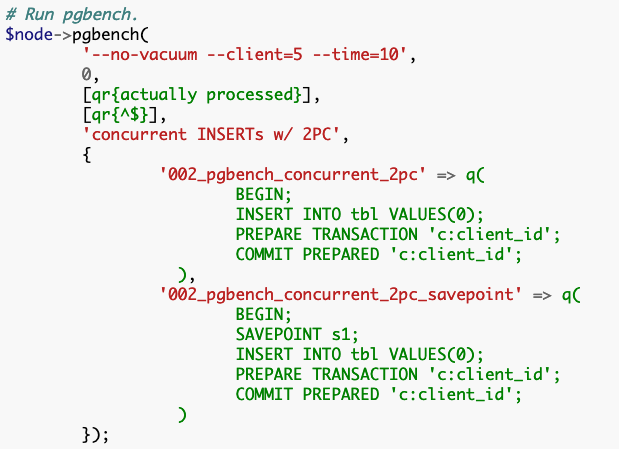 # Run pgbench.
$node->pgbench(
'--no-vacuum --client=5 --time=10',
0,
[qr{actually processed}],
[qr{^$}],
'concurrent INSERTs w/ 2PC',
{
'002_pgbench_concurrent_2pc' => q(
BEGIN;
INSERT INTO tbl VALUES(0);
PREPARE TRANSACTION 'c:client_id';
COMMIT PREPARED 'c:client_id';
),
'002_pgbench_concurrent_2pc_savepoint' => q(
BEGIN;
SAVEPOINT s1;
INSERT INTO tbl VALUES(0);
PREPARE TRANSACTION 'c:client_id';
COMMIT PREPARED 'c:client_id';
)
});